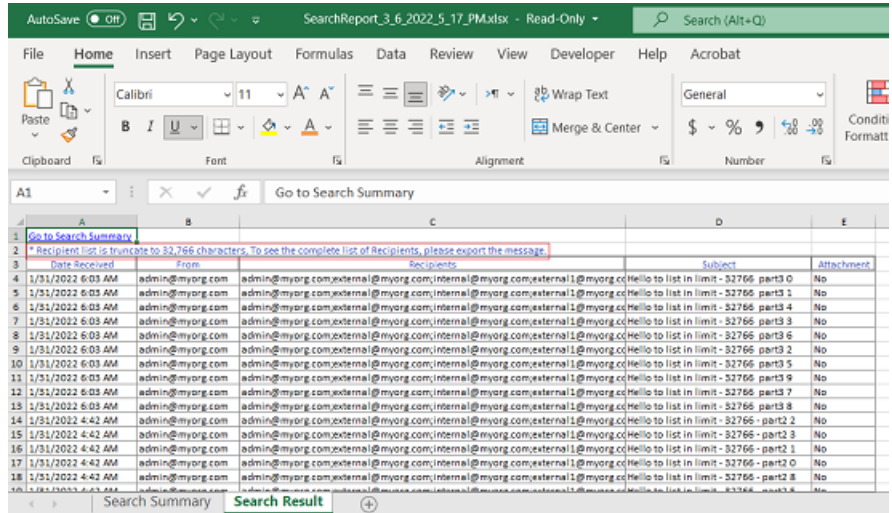 AutoSave Off SearchReport_3_6_2022_5_17_PM.xlsx - Read-Only Search (Alt+Q)
File Home Insert Page Layout Formulas Data Review View Developer Help Acrobat
Paste Calibri 11 A A Wrap Text General
B I U A Merge & Center $ % Conditi
Formatt
Clipboard Font Alignment Number
A1 fx Go to Search Summary
A B C D E
1 Go to Search Summary
2 * Recipient list is truncate to 32,766 characters. To see the complete list of Recipients, please export the message.
3 Date Received From Recipients Subject Attachment
4 1/31/2022 6:03 AM admin@myorg.com admin@myorg.com;external@myorg.com;internal@myorg.com;external1@myorg.cc Hello to list in limit - 32766 part3 0 No
5 1/31/2022 6:03 AM admin@myorg.com admin@myorg.com;external@myorg.com;internal@myorg.com;external1@myorg.cc Hello to list in limit - 32766 part3 1 No
6 1/31/2022 6:03 AM admin@myorg.com admin@myorg.com;external@myorg.com;internal@myorg.com;external1@myorg.cc Hello to list in limit - 32766 part3 4 No
7 1/31/2022 6:03 AM admin@myorg.com admin@myorg.com;external@myorg.com;internal@myorg.com;external1@myorg.cc Hello to list in limit - 32766 part3 3 No
8 1/31/2022 6:03 AM admin@myorg.com admin@myorg.com;external@myorg.com;internal@myorg.com;external1@myorg.cc Hello to list in limit - 32766 part3 6 No
9 1/31/2022 6:03 AM admin@myorg.com admin@myorg.com;external@myorg.com;internal@myorg.com;external1@myorg.cc Hello to list in limit - 32766 part3 2 No
10 1/31/2022 6:03 AM admin@myorg.com admin@myorg.com;external@myorg.com;internal@myorg.com;external1@myorg.cc Hello to list in limit - 32766 part3 5 No
11 1/31/2022 6:03 AM admin@myorg.com admin@myorg.com;external@myorg.com;internal@myorg.com;external1@myorg.cc Hello to list in limit - 32766 part3 9 No
12 1/31/2022 6:03 AM admin@myorg.com admin@myorg.com;external@myorg.com;internal@myorg.com;external1@myorg.cc Hello to list in limit - 32766 part3 7 No
13 1/31/2022 6:03 AM admin@myorg.com admin@myorg.com;external@myorg.com;internal@myorg.com;external1@myorg.cc Hello to list in limit - 32766 part3 8 No
14 1/31/2022 4:42 AM admin@myorg.com admin@myorg.com;external@myorg.com;internal@myorg.com;external1@myorg.cc Hello to list in limit - 32766 - part2 2 No
15 1/31/2022 4:42 AM admin@myorg.com admin@myorg.com;external@myorg.com;internal@myorg.com;external1@myorg.cc Hello to list in limit - 32766 - part2 3 No
16 1/31/2022 4:42 AM admin@myorg.com admin@myorg.com;external@myorg.com;internal@myorg.com;external1@myorg.cc Hello to list in limit - 32766 - part2 1 No
17 1/31/2022 4:42 AM admin@myorg.com admin@myorg.com;external@myorg.com;internal@myorg.com;external1@myorg.cc Hello to list in limit - 32766 - part2 0 No
18 1/31/2022 4:42 AM admin@myorg.com admin@myorg.com;external@myorg.com;internal@myorg.com;external1@myorg.cc Hello to list in limit - 32766 - part2 8 No
Search Summary Search Result